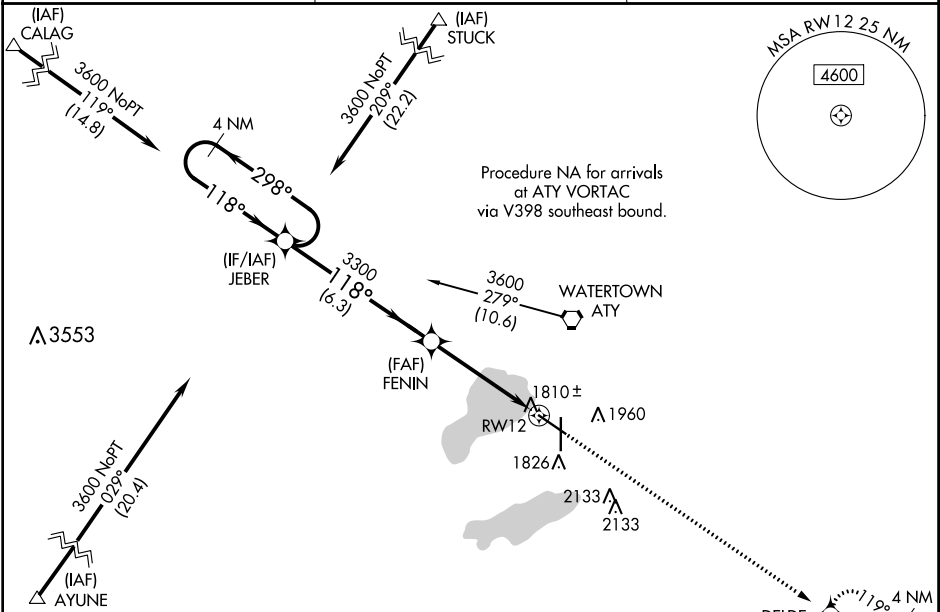 (IAF)
CALAG
3600 NoPT
119°
(14.8)
(IAF)
STUCK
3600 NoPT
209°
(22.2)
MSA RW12 25 NM
4600
4 NM
298°
118°
Procedure NA for arrivals
at ATY VORTAC
via V398 southeast bound.
(IF/IAF)
JEBER
3300
118°
(6.3)
3600
279°
(10.6)
WATERTOWN
ATY
3553
(FAF)
FENIN
1810±
RW12
1960
1826
2133
2133
3600 NoPT
029°
(20.4)
(IAF)
AYUNE
4 NM
119°